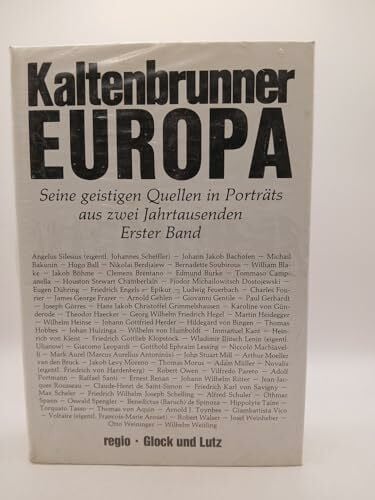 Kaltenbrunner
EUROPA
Seine geistigen Quellen in Porträts
aus zwei Jahrtausenden
Erster Band
Angelus Silesius (eigentl. Johannes Scheffler) – Johann Jakob Bachofen – Michail
Bakunin – Hugo Ball – Nikolai Berdiajew – Bernadette Soubirous – William Bla-
ke – Jakob Böhme – Clemens Brentano – Edmund Burke – Tommaso Camp-
anella – Houston Stewart Chamberlain – Fjodor Michailowitsch Dostojewski –
Eugen Dühring – Friedrich Engels – Epikur – Ludwig Feuerbach – Charles Fou-
rier – James George Frazer – Arnold Gehlen – Giovanni Gentile – Paul Gerhardt
– Joseph Görres – Hans Jakob Christoffel Grimmelshausen – Karoline von Gün-
derode – Theodor Haecker – Georg Wilhelm Friedrich Hegel – Martin Heidegger
– Wilhelm Heinse – Johann Gottfried Herder – Hildegard von Bingen – Thomas
Hobbes – Johan Huizinga – Wilhelm von Humboldt – Immanuel Kant – Hein-
rich von Kleist – Friedrich Gottlieb Klopstock – Wladimir Iljitsch Lenin (eigentl.
Uljanow) – Giacomo Leopardi – Gotthold Ephraim Lessing – Niccolo Machiavel-
li – Mark Aurel (Marcus Aurelius Antoninus) – John Stuart Mill – Arthur Moeller
van den Bruck – Jakob Levy Moreno – Thomas Morus – Adam Müller – Novalis
(eigentl. Friedrich von Hardenberg) – Robert Owen – Vilfredo Pareto – Adolf
Portmann – Raffael Santi – Ernest Renan – Johann Wilhelm Ritter – Jean-Jac-
ques Rousseau – Claude-Henri de Saint-Simon – Friedrich Karl von Savigny –
Max Scheler – Friedrich Wilhelm Joseph Schelling – Alfred Schuler – Othmar
Spann – Oswald Spengler – Benedictus (Baruch) de Spinoza – Hippolyte Taine –
Torquato Tasso – Thomas von Aquin – Arnold J. Toynbee – Giambattista Vico
– Voltaire (eigentl. François-Marie Arouet) – Robert Walser – Josef Weinheber –
Otto Weininger – Wilhelm Weitling
regio · Glock und Lutz